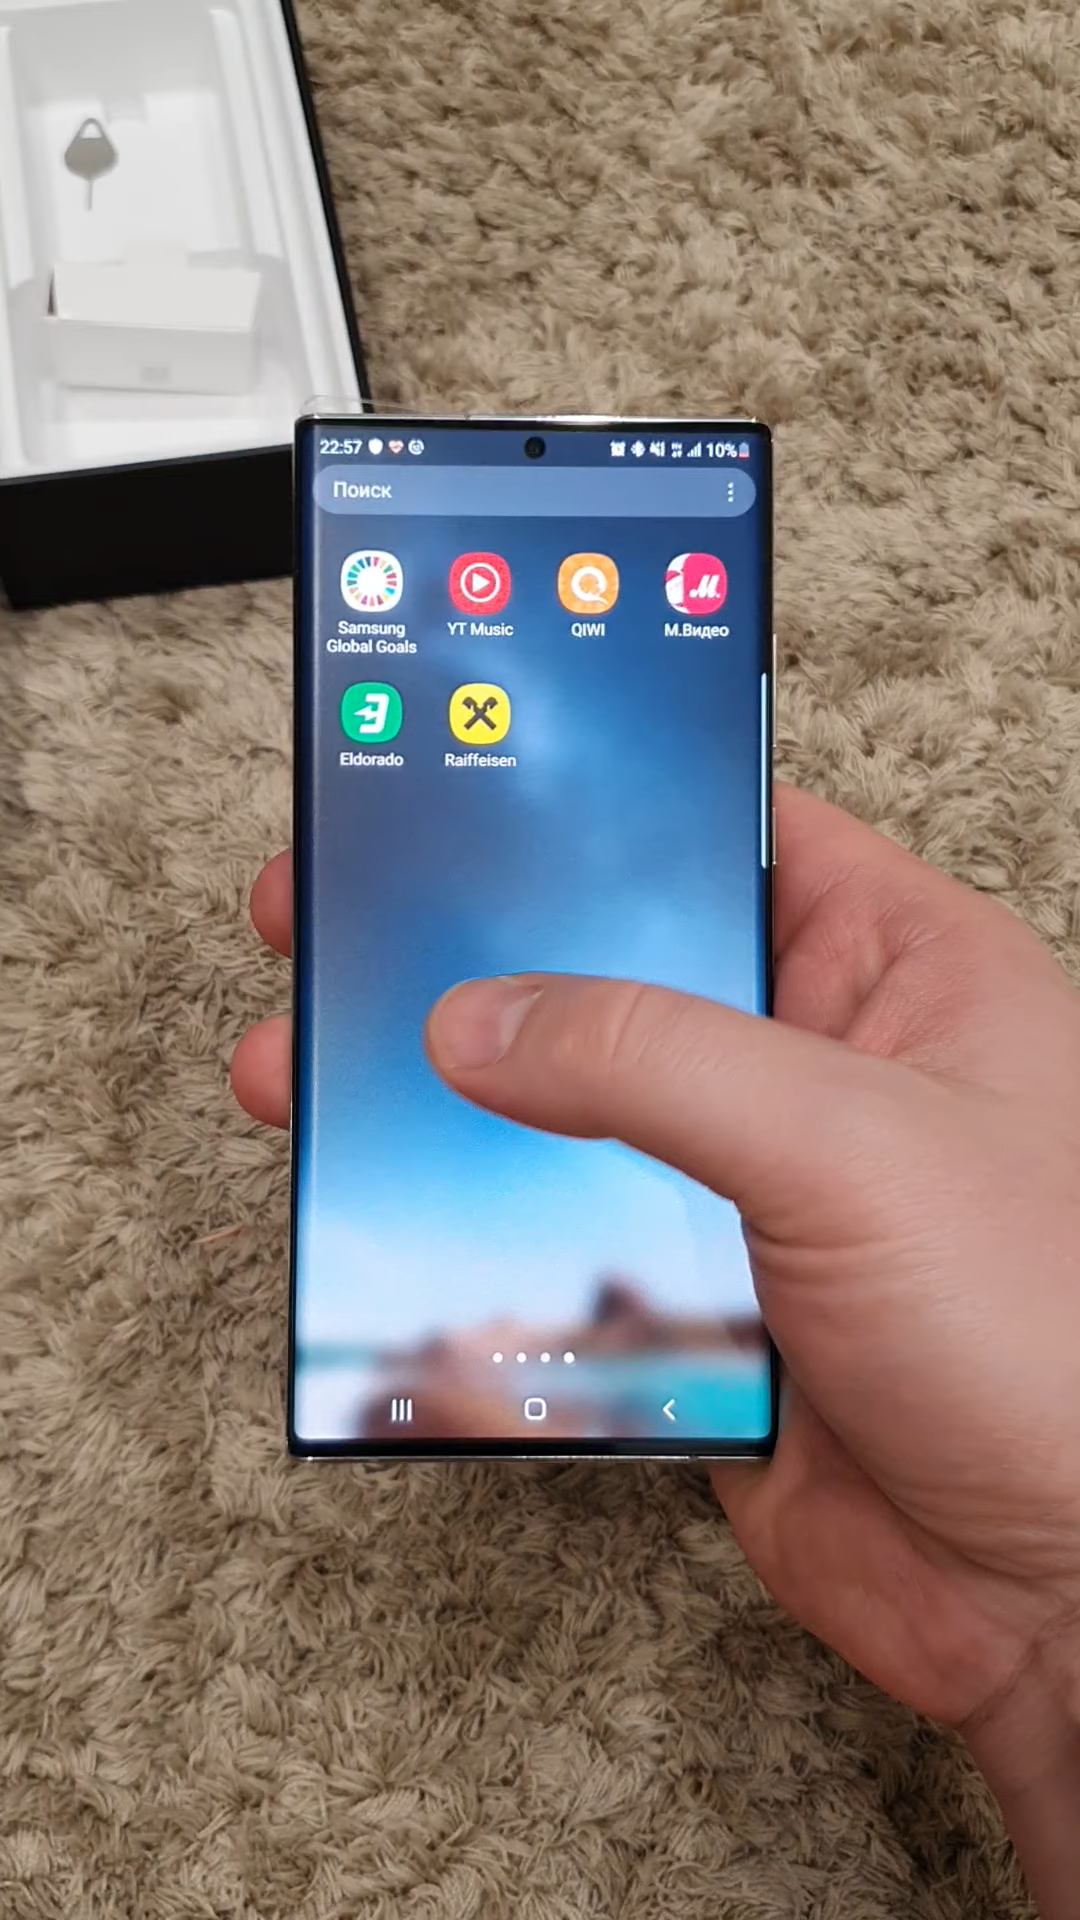 22:57
10%
Поиск
Samsung
Global Goals
YT Music
QIWI
М.Видео
Eldorado
Raiffeisen